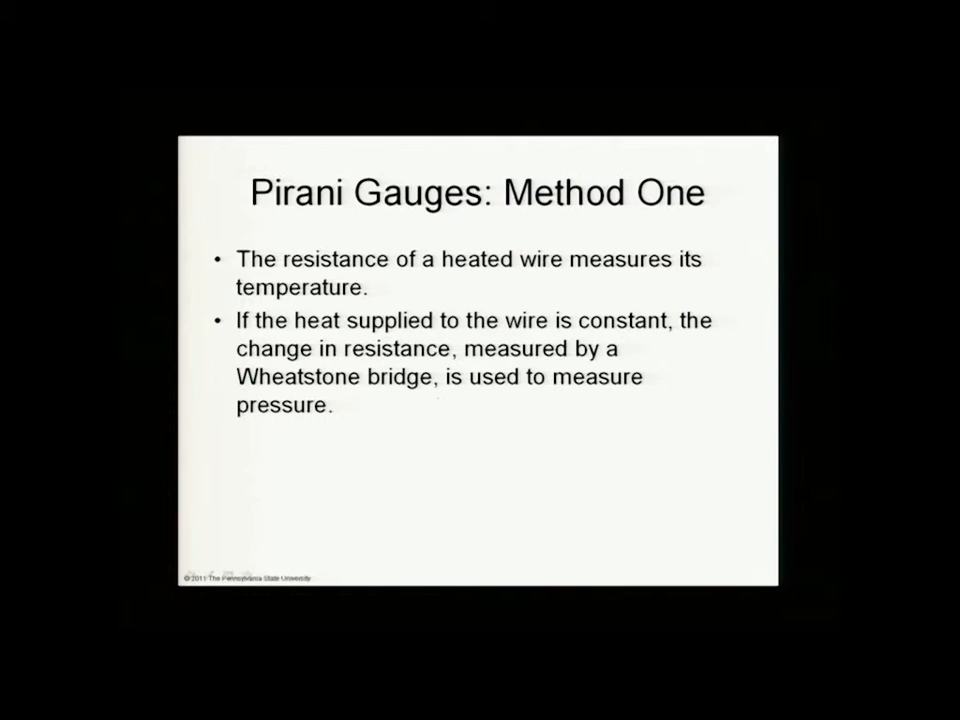 Pirani Gauges: Method One
• The resistance of a heated wire measures its
temperature.
• If the heat supplied to the wire is constant, the
change in resistance, measured by a
Wheatstone bridge, is used to measure
pressure.
© 2011 The Pennsylvania State University